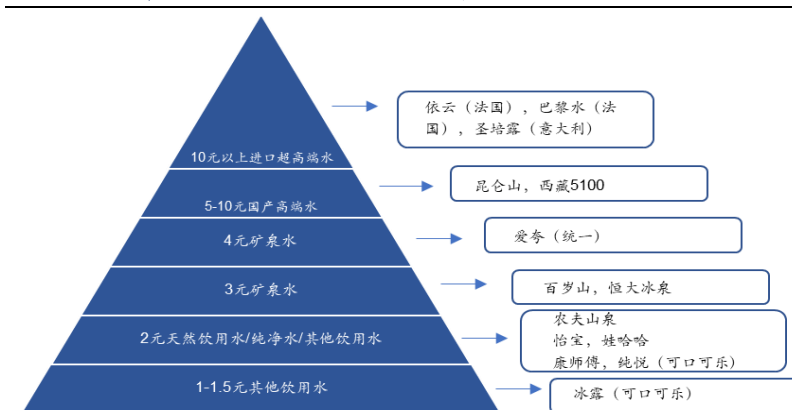 依云（法国），巴黎水（法
国），圣培露（意大利）
10元以上进口超高端水
昆仑山，西藏5100
5-10元国产高端水
4元矿泉水
爱夸（统一）
3元矿泉水
百岁山，恒大冰泉
2元天然饮用水/纯净水/其他饮用水
农夫山泉
怡宝，娃哈哈
康师傅，纯悦（可口可乐）
1-1.5元其他饮用水
冰露（可口可乐）